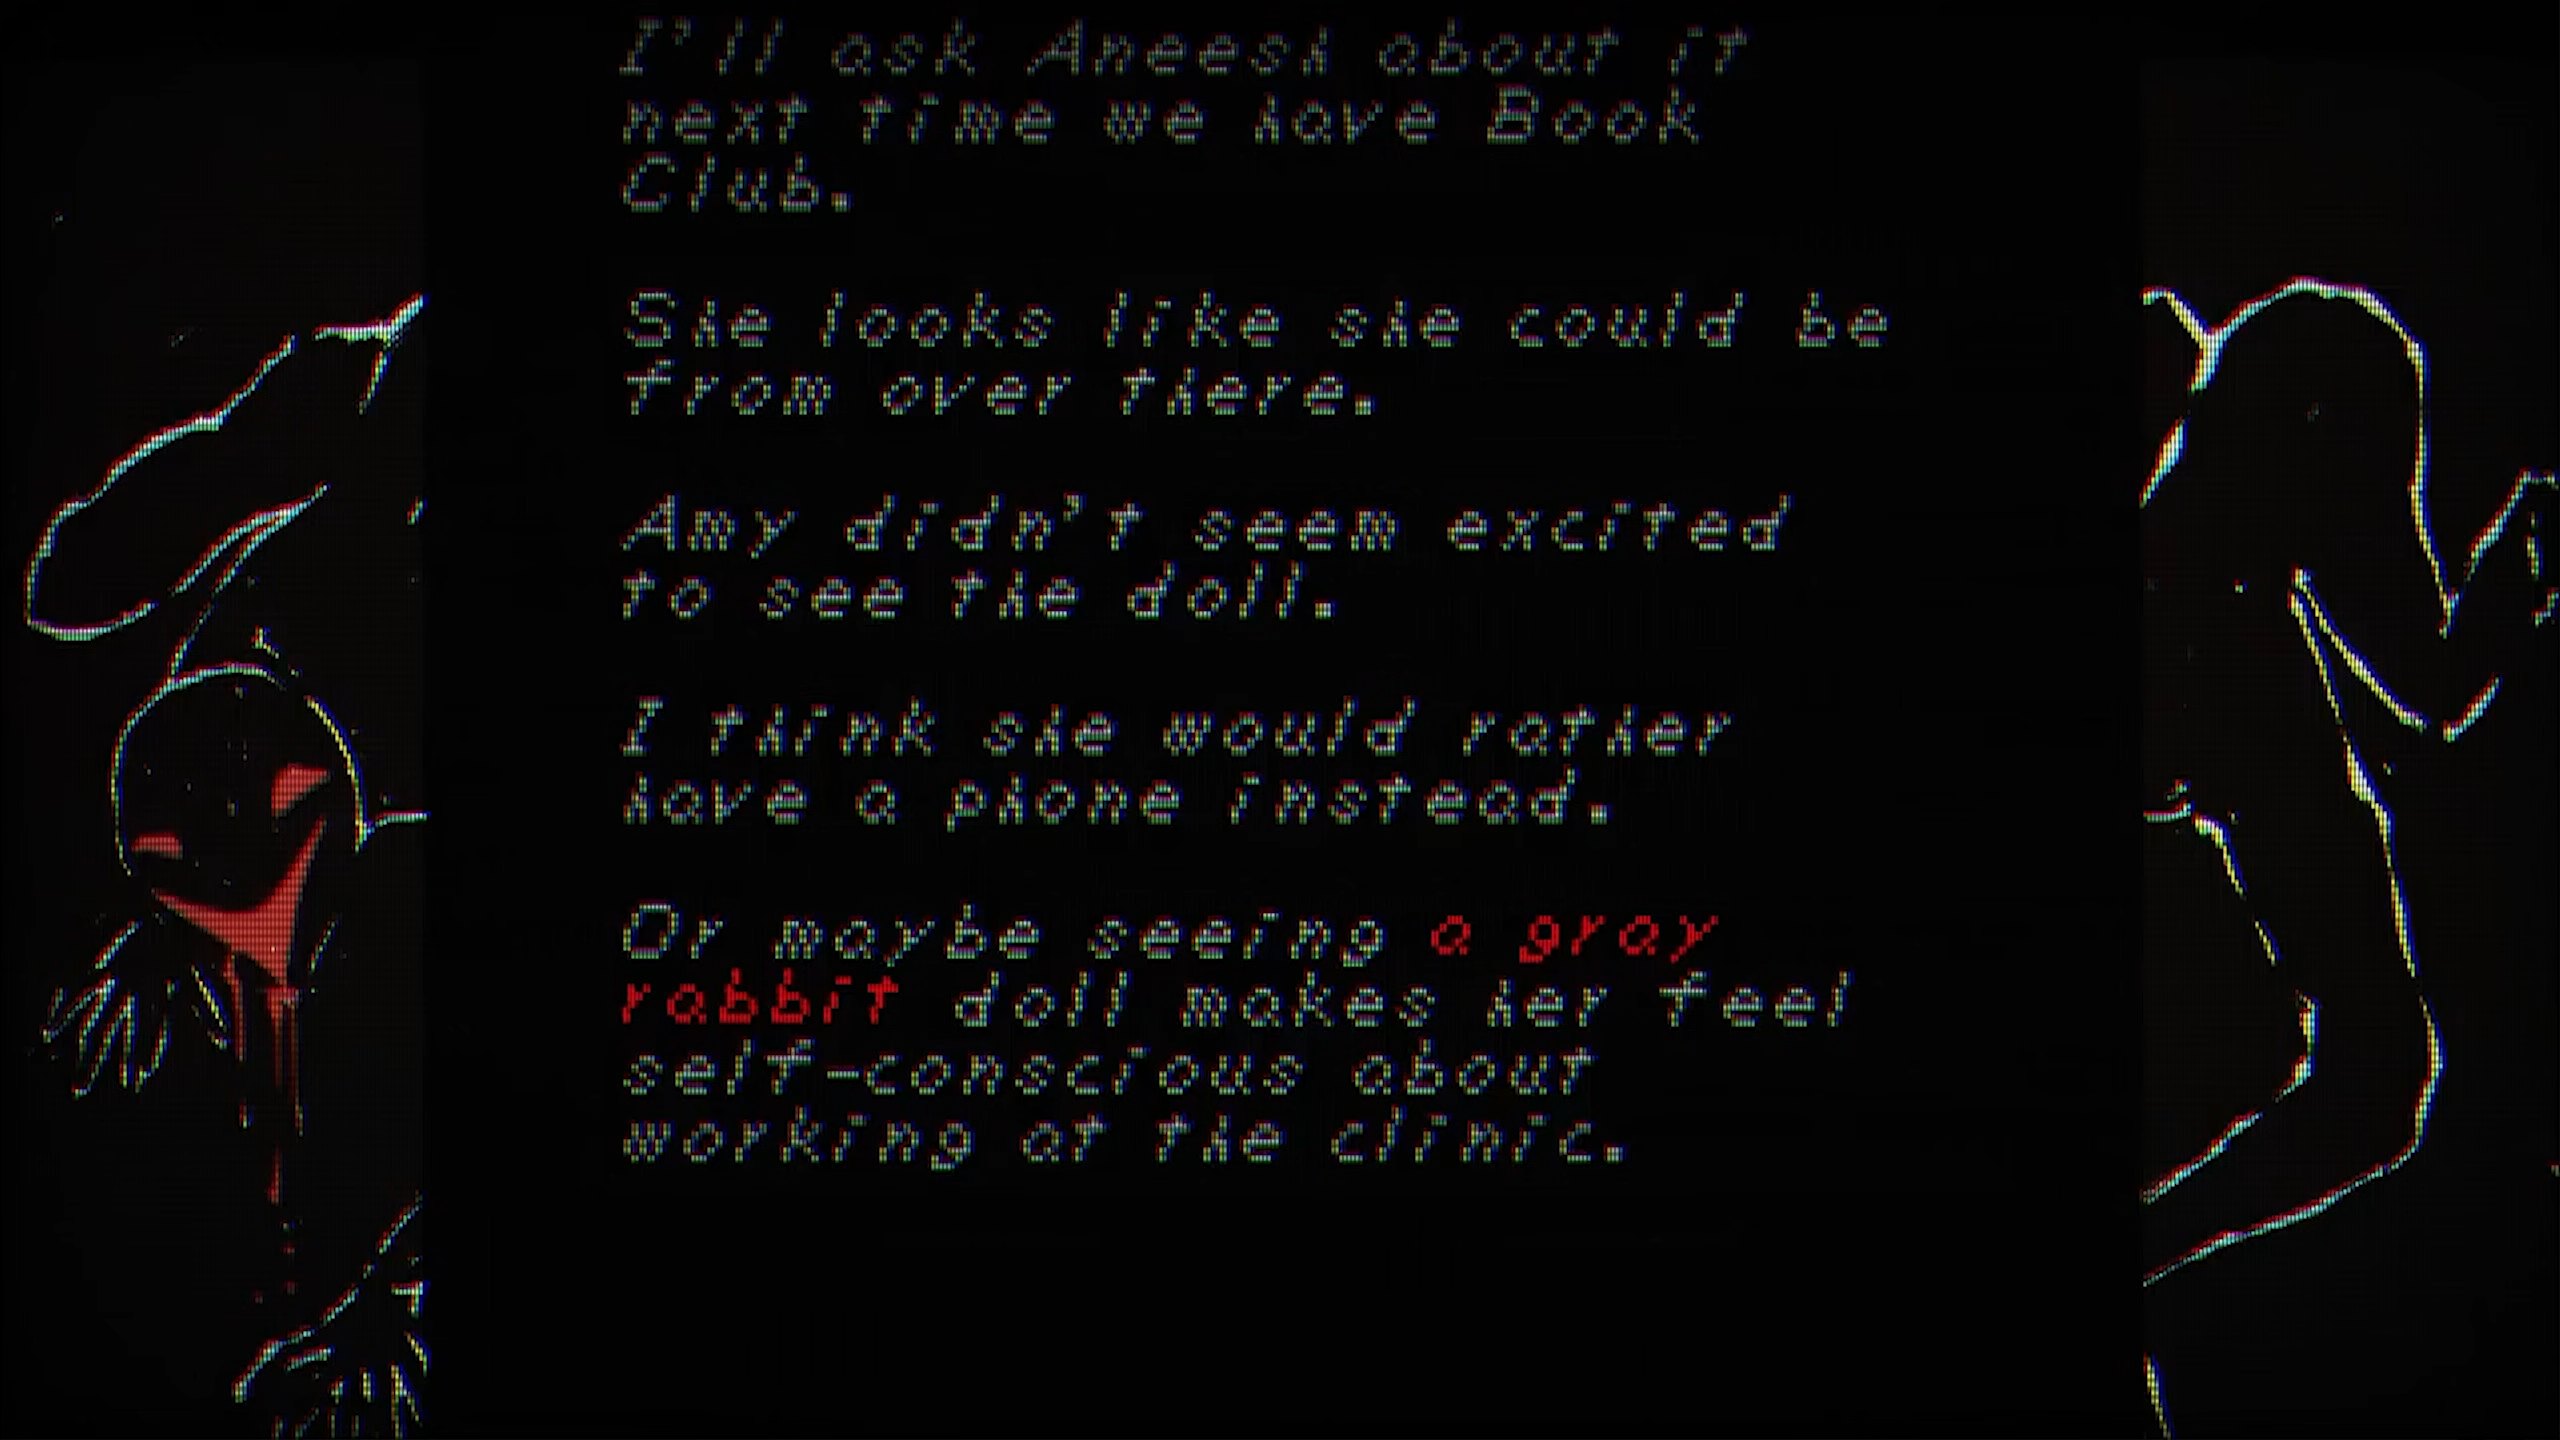 I'll ask Aneesh about it
next time we have Book
Club.
She looks like she could be
from over there.
Amy didn't seem excited
to see the doll.
I think she would rather
have a phone instead.
Or maybe seeing a gray
rabbit doll makes her feel
self-conscious about
working at the clinic.